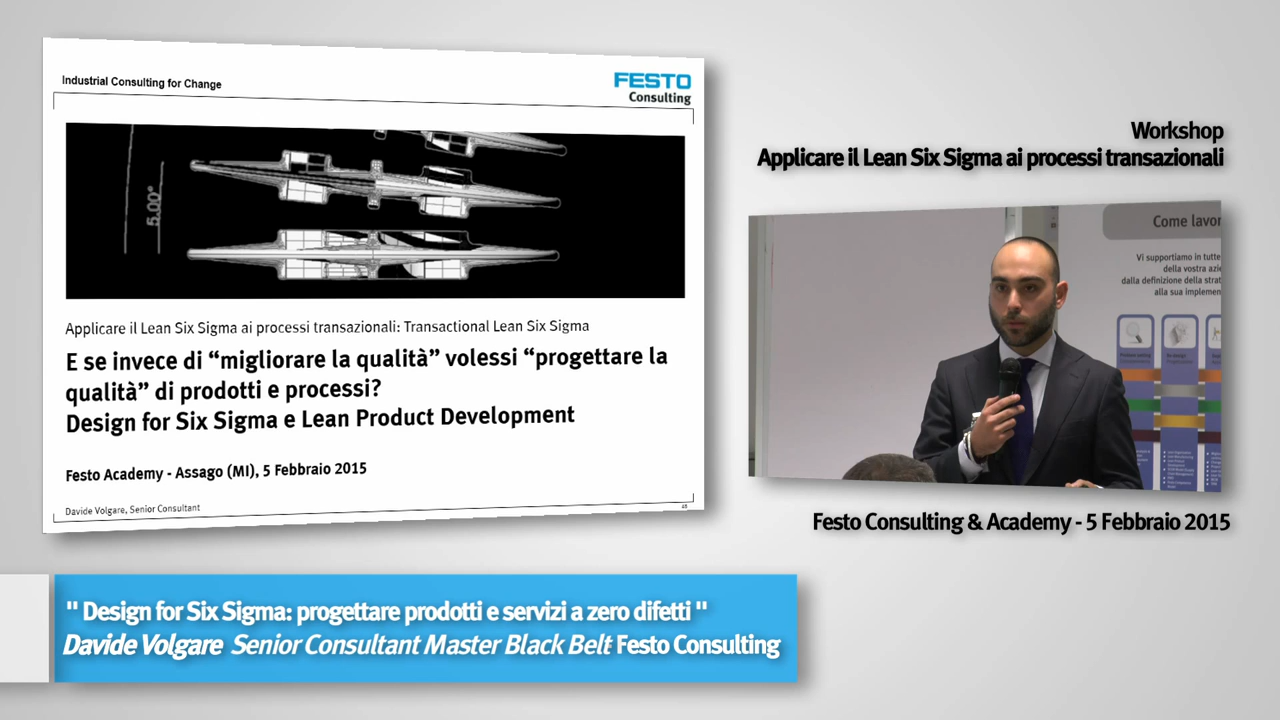 Industrial Consulting for Change
FESTO
Consulting
5.00°
Applicare il Lean Six Sigma ai processi transazionali: Transactional Lean Six Sigma
E se invece di “migliorare la qualità” volessi “progettare la
qualità” di prodotti e processi?
Design for Six Sigma e Lean Product Development
Festo Academy - Assago (MI), 5 Febbraio 2015
Davide Volgare, Senior Consultant
Workshop
Applicare il Lean Six Sigma ai processi transazionali
Come lavor
Vi supportiamo in tutte
della vostra azie
dalla definizione della strat
alla sua implemen
Festo Consulting & Academy - 5 Febbraio 2015
" Design for Six Sigma: progettare prodotti e servizi a zero difetti "
Davide Volgare Senior Consultant Master Black Belt Festo Consulting